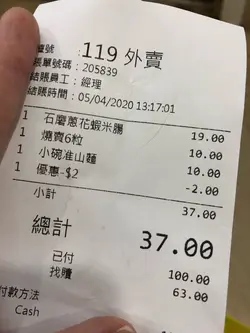 檯號 : 119 外賣
帳單號碼 : 205839
結賬員工 : 經理
結賬時間 : 05/04/2020 13:17:01
1 石磨蔥花蝦米腸 19.00
1 燒賣6粒 10.00
1 小碗淮山麵 10.00
1 優惠-$2 -2.00
小計 37.00
總計 37.00
已付 100.00
找贖 63.00
付款方法
Cash